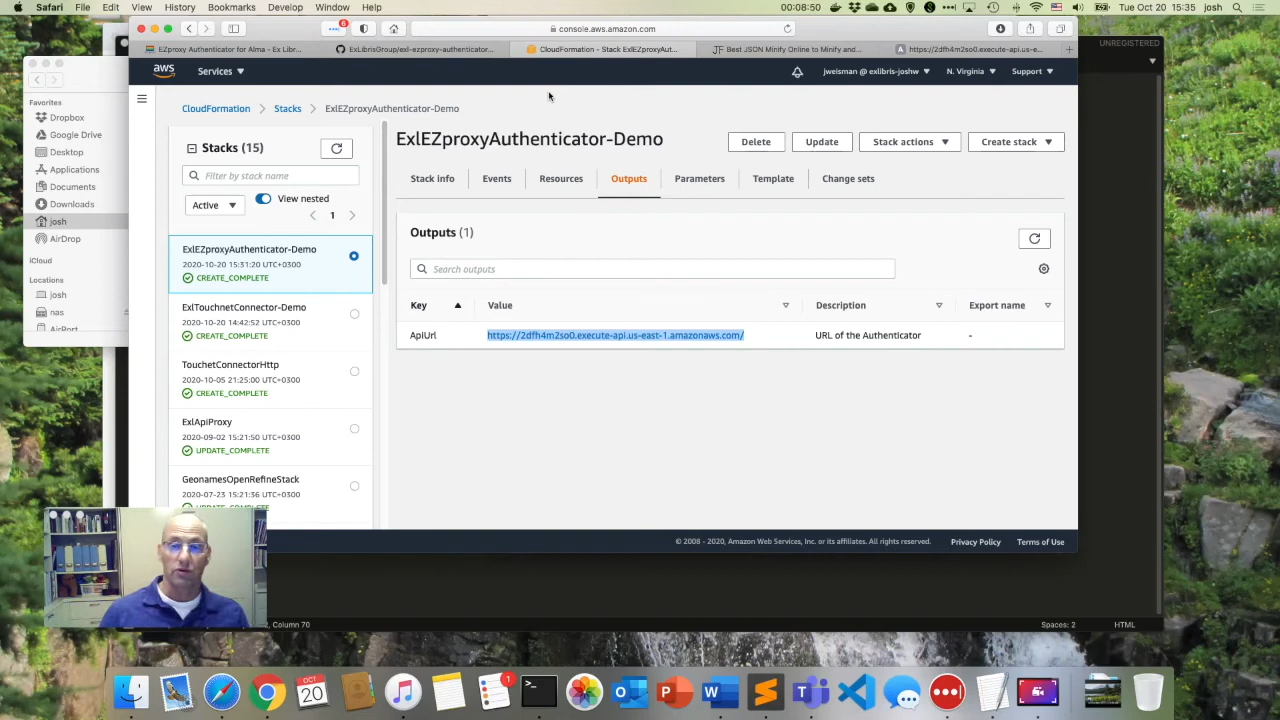 Safari File Edit View History Bookmarks Develop Window Help
00:08:50
Tue 20 Oct 15:35 josh
6
console.aws.amazon.com
EZproxy Authenticator for Alma - Ex Libr...
ExLibrisGroup/exl-ezproxy-authenticator...
CloudFormation - Stack ExlEZproxyAut...
Best JSON Minify Online to Minify and...
https://2dfh4m2so0.execute-api.us-e...
UNREGISTERED
aws
Services
jweisman @ exlibris-joshw
N. Virginia
Support
Favorites
Dropbox
Google Drive
Desktop
Applications
Documents
Downloads
josh
AirDrop
iCloud
Locations
josh
nas
AirPort
CloudFormation
Stacks
ExlEZproxyAuthenticator-Demo
Stacks (15)
Filter by stack name
Active
View nested
1
ExlEZproxyAuthenticator-Demo
2020-10-20 15:31:20 UTC+0300
CREATE_COMPLETE
ExlTouchnetConnector-Demo
2020-10-20 14:42:52 UTC+0300
CREATE_COMPLETE
TouchetConnectorHttp
2020-10-05 21:25:00 UTC+0300
CREATE_COMPLETE
ExlApiProxy
2020-09-02 15:21:50 UTC+0300
UPDATE_COMPLETE
GeonamesOpenRefineStack
2020-07-23 15:21:36 UTC+0300
UPDATE_COMPLETE
ExlEZproxyAuthenticator-Demo
Delete
Update
Stack actions
Create stack
Stack info
Events
Resources
Outputs
Parameters
Template
Change sets
Outputs (1)
Search outputs
Key Value Description Export name
ApiUrl https://2dfh4m2so0.execute-api.us-east-1.amazonaws.com/ URL of the Authenticator -
© 2008 - 2020, Amazon Web Services, Inc. or its affiliates. All rights reserved.
Privacy Policy
Terms of Use
2, Column 70
Spaces: 2
HTML
OCT
20
1